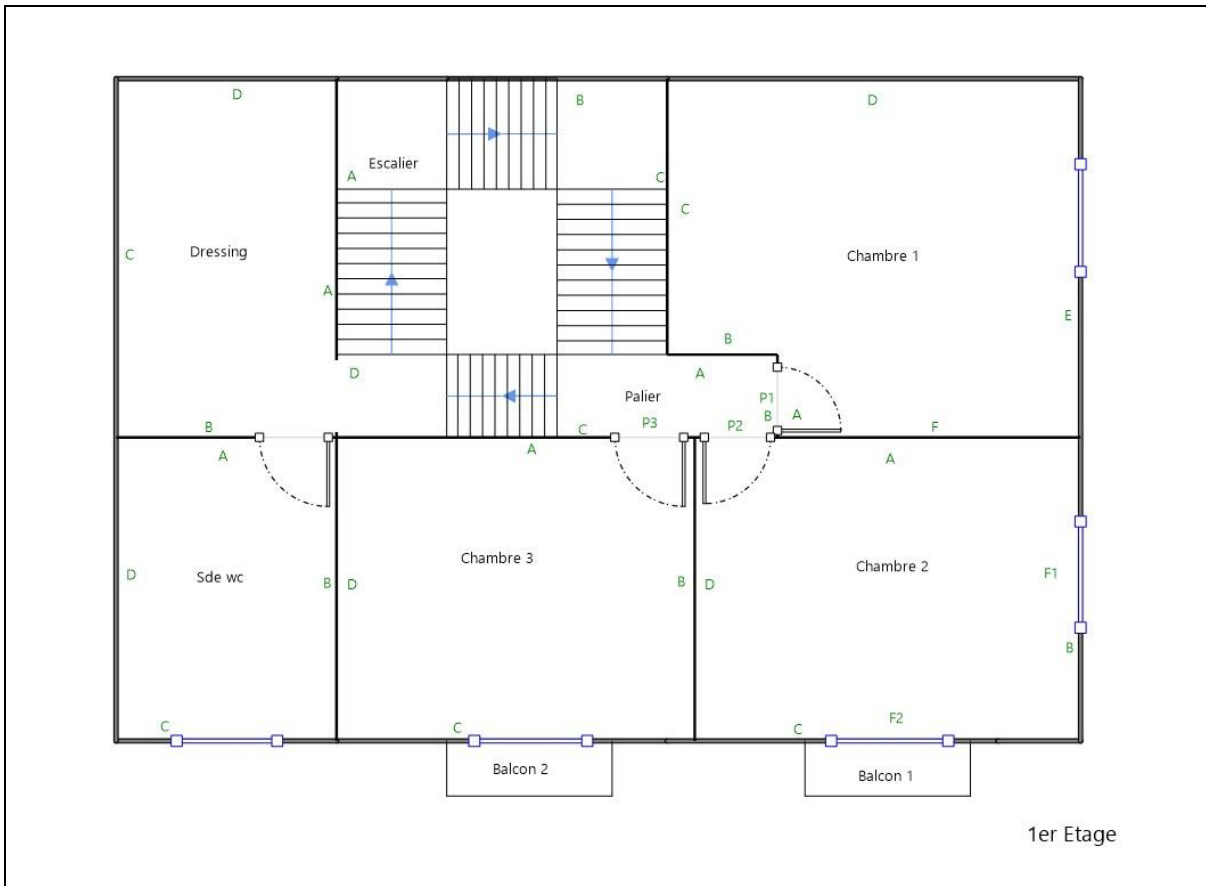 D
B
D
Escalier
A
C
C
C
Dressing
Chambre 1
A
E
B
D
A
Palier
P1
B
A
P3
P2
B
C
F
A
A
A
Chambre 3
Chambre 2
Sde wc
D
B
D
B
D
F1
B
C
C
C
F2
Balcon 2
Balcon 1
1er Etage